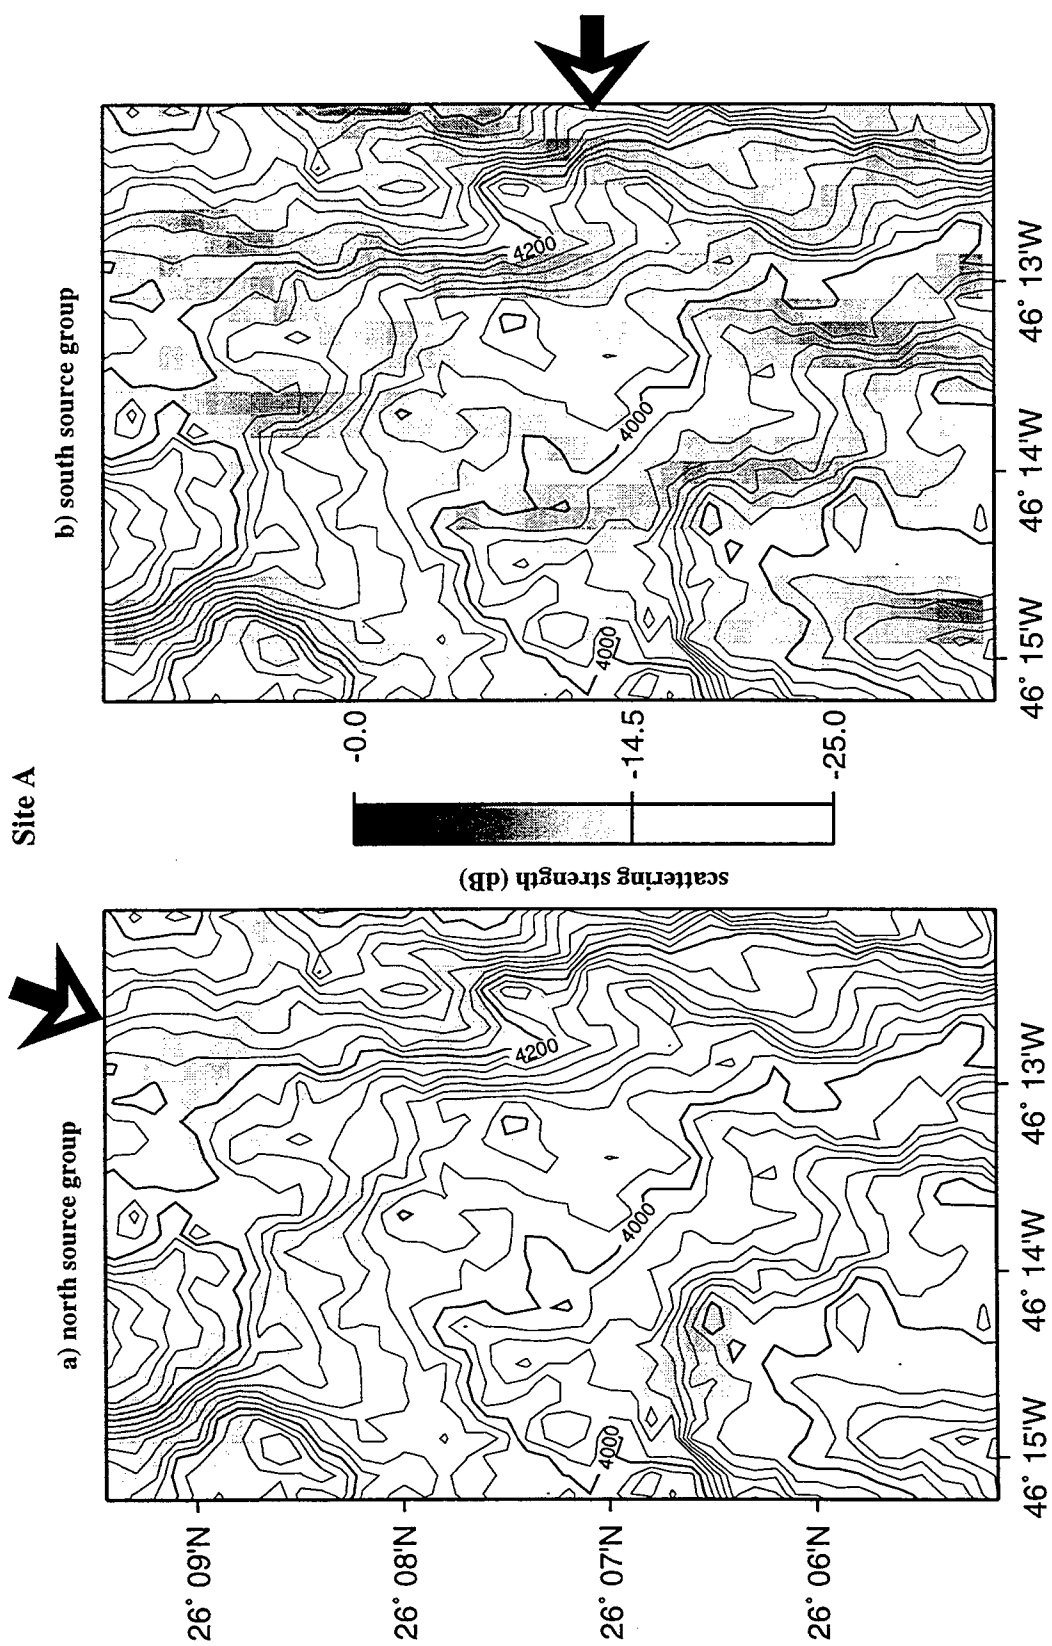 Site A
a) north source group
b) south source group
26° 09'N
26° 08'N
26° 07'N
26° 06'N
46° 15'W
46° 14'W
46° 13'W
4200
4000
4000
scattering strength (dB)
-0.0
-14.5
-25.0
46° 15'W
46° 14'W
46° 13'W
4200
4000
4000